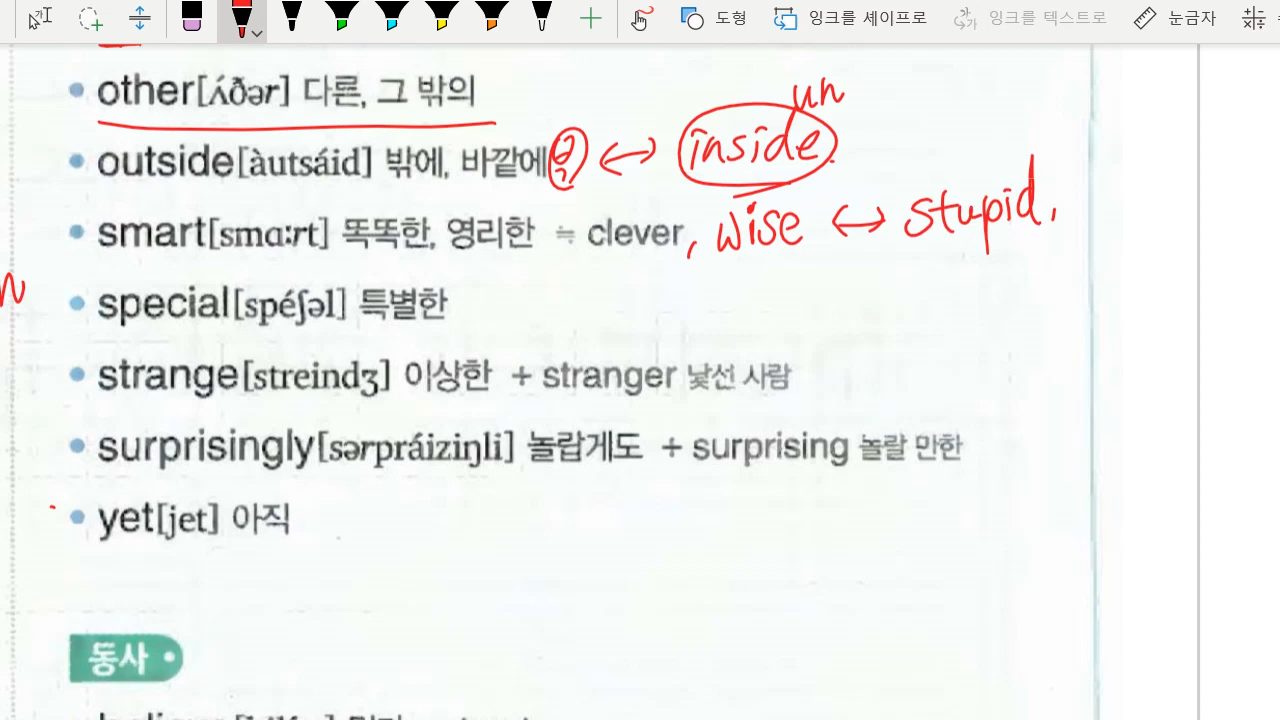 도형 잉크를 셰이프로 잉크를 텍스트로 눈금자
un
• other[ʌ́ðər] 다른, 그 밖의
• outside[àutsáid] 밖에, 바깥에 ↔ inside.
• smart[smɑːrt] 똑똑한, 영리한 ≒ clever, wise ↔ stupid.
• special[spéʃəl] 특별한
• strange[streindʒ] 이상한 + stranger 낯선 사람
• surprisingly[sərpráiziŋli] 놀랍게도 + surprising 놀랄 만한
• yet[jet] 아직
동사